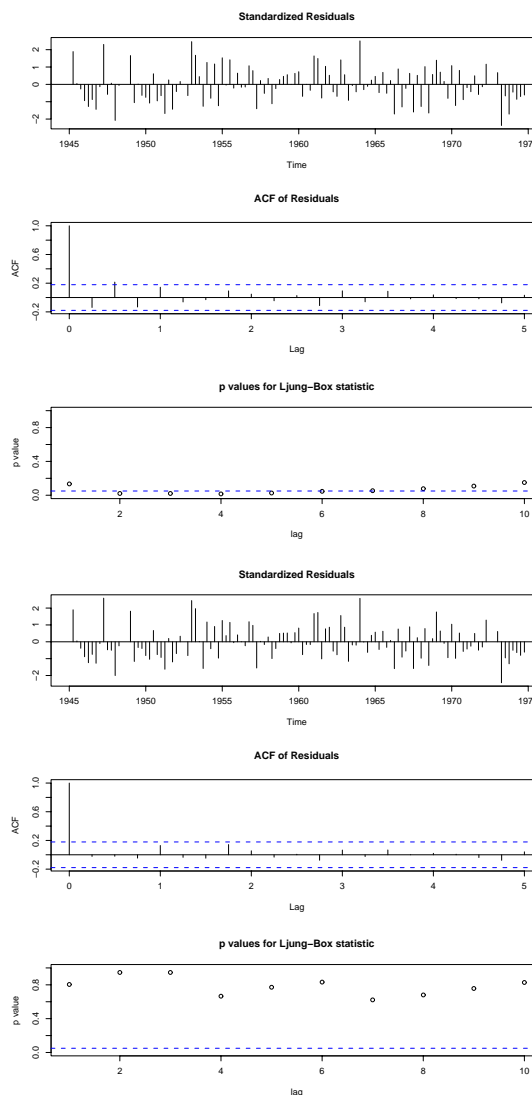 Standardized Residuals
2
1
0
−2
1945 1950 1955 1960 1965 1970 197
Time
ACF of Residuals
1.0
0.6
ACF
0.2
−0.2
0 1 2 3 4 5
Lag
p values for Ljung−Box statistic
0.8
p value
0.4
0.0
2 4 6 8 10
lag
Standardized Residuals
2
1
0
−2
1945 1950 1955 1960 1965 1970 197
Time
ACF of Residuals
1.0
0.6
ACF
0.2
−0.2
0 1 2 3 4 5
Lag
p values for Ljung−Box statistic
0.8
p value
0.4
0.0
2 4 6 8 10
lag